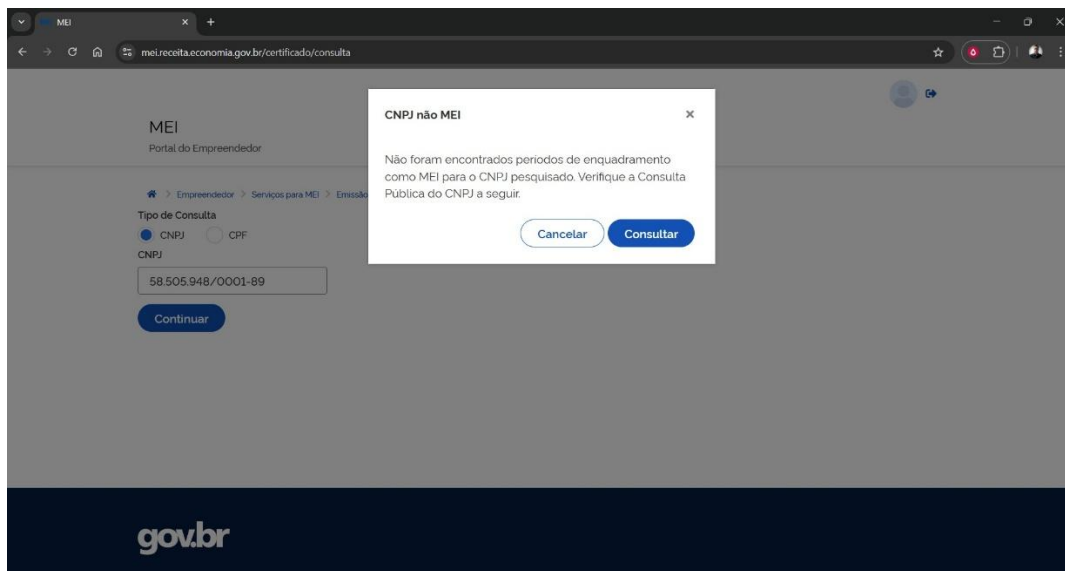 MEI
mei.receita.economia.gov.br/certificado/consulta
MEI
Portal do Empreendedor
Empreendedor > Serviços para MEI > Emissão
Tipo de Consulta
CNPJ CPF
CNPJ
58.505.948/0001-89
Continuar
CNPJ não MEI
Não foram encontrados períodos de enquadramento
como MEI para o CNPJ pesquisado. Verifique a Consulta
Pública do CNPJ a seguir.
Cancelar Consultar
gov.br